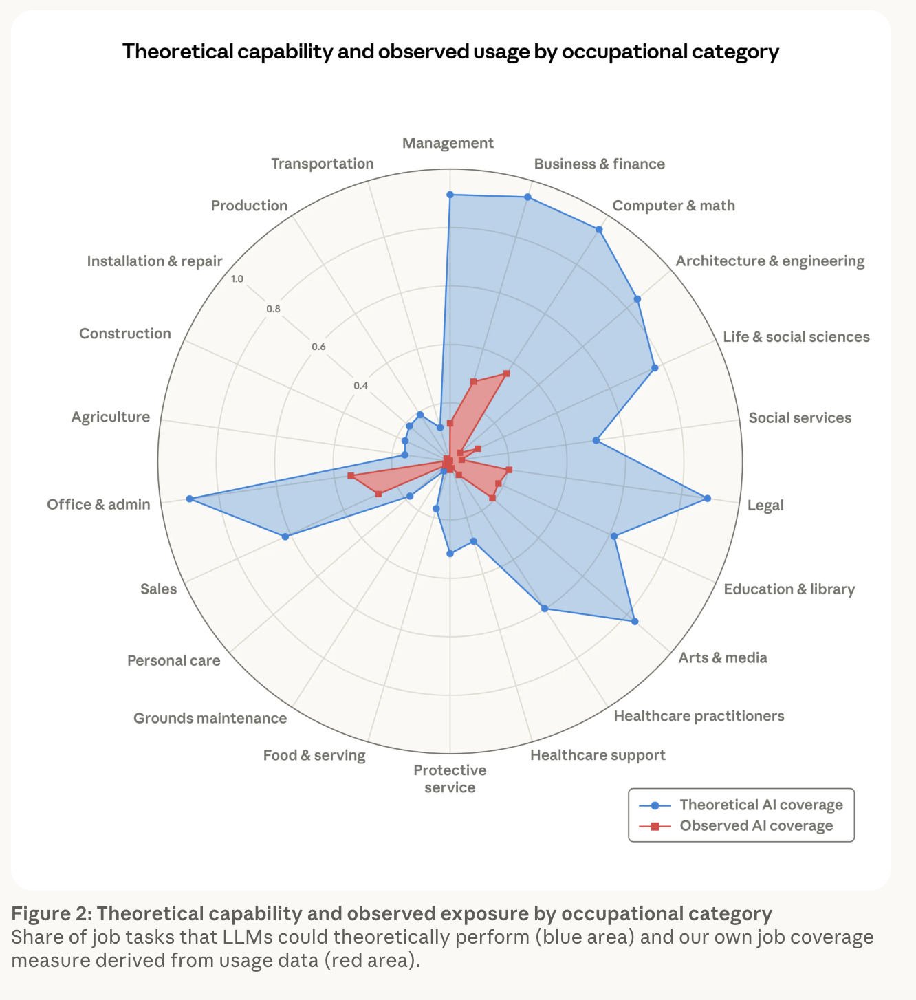 Theoretical capability and observed usage by occupational category
Management
Transportation
Business & finance
Production
Computer & math
Installation & repair
Architecture & engineering
1.0
0.8
Construction
Life & social sciences
0.6
0.4
Agriculture
Social services
Office & admin
Legal
Sales
Education & library
Personal care
Arts & media
Grounds maintenance
Healthcare practitioners
Food & serving
Healthcare support
Protective
service
Theoretical AI coverage
Observed AI coverage
Figure 2: Theoretical capability and observed exposure by occupational category
Share of job tasks that LLMs could theoretically perform (blue area) and our own job coverage
measure derived from usage data (red area).